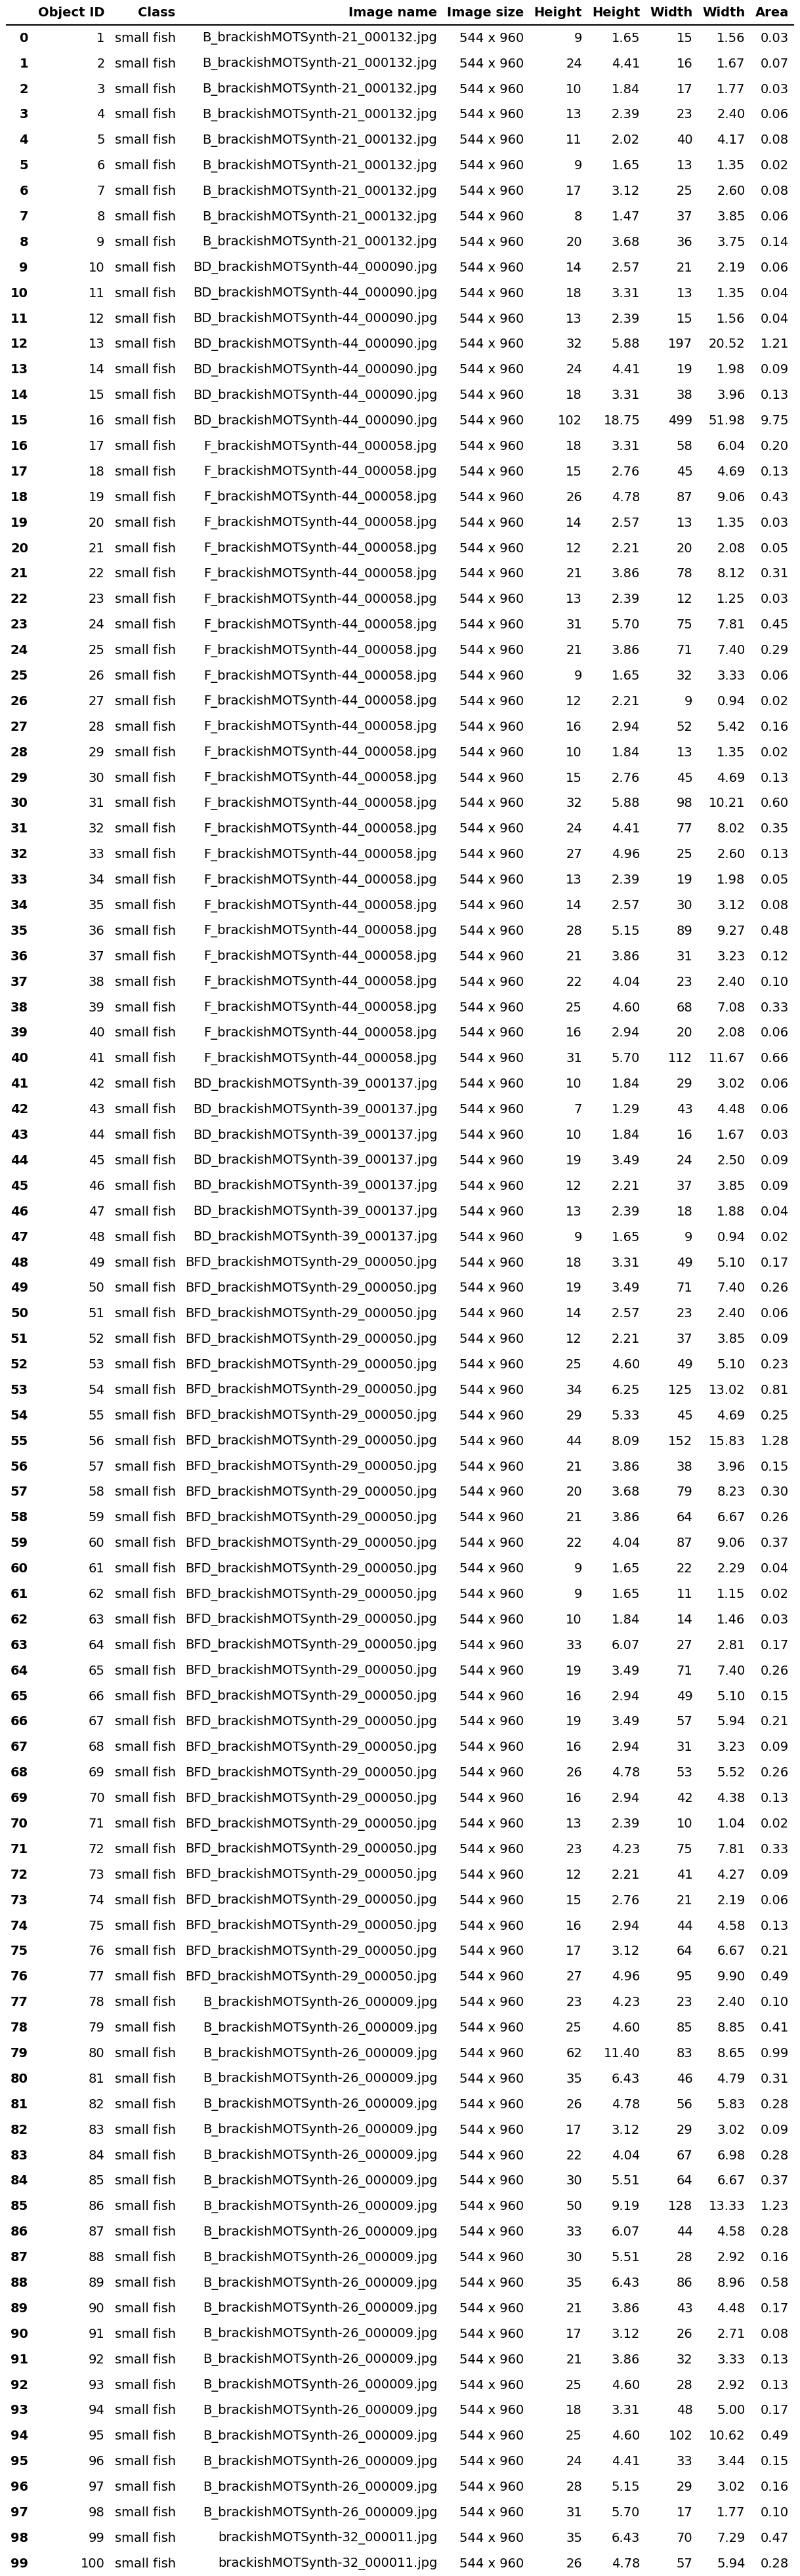 Object ID Class Image name Image size Height Height Width Width Area
0 1 small fish B_brackishMOTSynth-21_000132.jpg 544 x 960 9 1.65 15 1.56 0.03
1 2 small fish B_brackishMOTSynth-21_000132.jpg 544 x 960 24 4.41 16 1.67 0.07
2 3 small fish B_brackishMOTSynth-21_000132.jpg 544 x 960 10 1.84 17 1.77 0.03
3 4 small fish B_brackishMOTSynth-21_000132.jpg 544 x 960 13 2.39 23 2.40 0.06
4 5 small fish B_brackishMOTSynth-21_000132.jpg 544 x 960 11 2.02 40 4.17 0.08
5 6 small fish B_brackishMOTSynth-21_000132.jpg 544 x 960 9 1.65 13 1.35 0.02
6 7 small fish B_brackishMOTSynth-21_000132.jpg 544 x 960 17 3.12 25 2.60 0.08
7 8 small fish B_brackishMOTSynth-21_000132.jpg 544 x 960 8 1.47 37 3.85 0.06
8 9 small fish B_brackishMOTSynth-21_000132.jpg 544 x 960 20 3.68 36 3.75 0.14
9 10 small fish BD_brackishMOTSynth-44_000090.jpg 544 x 960 14 2.57 21 2.19 0.06
10 11 small fish BD_brackishMOTSynth-44_000090.jpg 544 x 960 18 3.31 13 1.35 0.04
11 12 small fish BD_brackishMOTSynth-44_000090.jpg 544 x 960 13 2.39 15 1.56 0.04
12 13 small fish BD_brackishMOTSynth-44_000090.jpg 544 x 960 32 5.88 197 20.52 1.21
13 14 small fish BD_brackishMOTSynth-44_000090.jpg 544 x 960 24 4.41 19 1.98 0.09
14 15 small fish BD_brackishMOTSynth-44_000090.jpg 544 x 960 18 3.31 38 3.96 0.13
15 16 small fish BD_brackishMOTSynth-44_000090.jpg 544 x 960 102 18.75 499 51.98 9.75
16 17 small fish F_brackishMOTSynth-44_000058.jpg 544 x 960 18 3.31 58 6.04 0.20
17 18 small fish F_brackishMOTSynth-44_000058.jpg 544 x 960 15 2.76 45 4.69 0.13
18 19 small fish F_brackishMOTSynth-44_000058.jpg 544 x 960 26 4.78 87 9.06 0.43
19 20 small fish F_brackishMOTSynth-44_000058.jpg 544 x 960 14 2.57 13 1.35 0.03
20 21 small fish F_brackishMOTSynth-44_000058.jpg 544 x 960 12 2.21 20 2.08 0.05
21 22 small fish F_brackishMOTSynth-44_000058.jpg 544 x 960 21 3.86 78 8.12 0.31
22 23 small fish F_brackishMOTSynth-44_000058.jpg 544 x 960 13 2.39 12 1.25 0.03
23 24 small fish F_brackishMOTSynth-44_000058.jpg 544 x 960 31 5.70 75 7.81 0.45
24 25 small fish F_brackishMOTSynth-44_000058.jpg 544 x 960 21 3.86 71 7.40 0.29
25 26 small fish F_brackishMOTSynth-44_000058.jpg 544 x 960 9 1.65 32 3.33 0.06
26 27 small fish F_brackishMOTSynth-44_000058.jpg 544 x 960 12 2.21 9 0.94 0.02
27 28 small fish F_brackishMOTSynth-44_000058.jpg 544 x 960 16 2.94 52 5.42 0.16
28 29 small fish F_brackishMOTSynth-44_000058.jpg 544 x 960 10 1.84 13 1.35 0.02
29 30 small fish F_brackishMOTSynth-44_000058.jpg 544 x 960 15 2.76 45 4.69 0.13
30 31 small fish F_brackishMOTSynth-44_000058.jpg 544 x 960 32 5.88 98 10.21 0.60
31 32 small fish F_brackishMOTSynth-44_000058.jpg 544 x 960 24 4.41 77 8.02 0.35
32 33 small fish F_brackishMOTSynth-44_000058.jpg 544 x 960 27 4.96 25 2.60 0.13
33 34 small fish F_brackishMOTSynth-44_000058.jpg 544 x 960 13 2.39 19 1.98 0.05
34 35 small fish F_brackishMOTSynth-44_000058.jpg 544 x 960 14 2.57 30 3.12 0.08
35 36 small fish F_brackishMOTSynth-44_000058.jpg 544 x 960 28 5.15 89 9.27 0.48
36 37 small fish F_brackishMOTSynth-44_000058.jpg 544 x 960 21 3.86 31 3.23 0.12
37 38 small fish F_brackishMOTSynth-44_000058.jpg 544 x 960 22 4.04 23 2.40 0.10
38 39 small fish F_brackishMOTSynth-44_000058.jpg 544 x 960 25 4.60 68 7.08 0.33
39 40 small fish F_brackishMOTSynth-44_000058.jpg 544 x 960 16 2.94 20 2.08 0.06
40 41 small fish F_brackishMOTSynth-44_000058.jpg 544 x 960 31 5.70 112 11.67 0.66
41 42 small fish BD_brackishMOTSynth-39_000137.jpg 544 x 960 10 1.84 29 3.02 0.06
42 43 small fish BD_brackishMOTSynth-39_000137.jpg 544 x 960 7 1.29 43 4.48 0.06
43 44 small fish BD_brackishMOTSynth-39_000137.jpg 544 x 960 10 1.84 16 1.67 0.03
44 45 small fish BD_brackishMOTSynth-39_000137.jpg 544 x 960 19 3.49 24 2.50 0.09
45 46 small fish BD_brackishMOTSynth-39_000137.jpg 544 x 960 12 2.21 37 3.85 0.09
46 47 small fish BD_brackishMOTSynth-39_000137.jpg 544 x 960 13 2.39 18 1.88 0.04
47 48 small fish BD_brackishMOTSynth-39_000137.jpg 544 x 960 9 1.65 9 0.94 0.02
48 49 small fish BFD_brackishMOTSynth-29_000050.jpg 544 x 960 18 3.31 49 5.10 0.17
49 50 small fish BFD_brackishMOTSynth-29_000050.jpg 544 x 960 19 3.49 71 7.40 0.26
50 51 small fish BFD_brackishMOTSynth-29_000050.jpg 544 x 960 14 2.57 23 2.40 0.06
51 52 small fish BFD_brackishMOTSynth-29_000050.jpg 544 x 960 12 2.21 37 3.85 0.09
52 53 small fish BFD_brackishMOTSynth-29_000050.jpg 544 x 960 25 4.60 49 5.10 0.23
53 54 small fish BFD_brackishMOTSynth-29_000050.jpg 544 x 960 34 6.25 125 13.02 0.81
54 55 small fish BFD_brackishMOTSynth-29_000050.jpg 544 x 960 29 5.33 45 4.69 0.25
55 56 small fish BFD_brackishMOTSynth-29_000050.jpg 544 x 960 44 8.09 152 15.83 1.28
56 57 small fish BFD_brackishMOTSynth-29_000050.jpg 544 x 960 21 3.86 38 3.96 0.15
57 58 small fish BFD_brackishMOTSynth-29_000050.jpg 544 x 960 20 3.68 79 8.23 0.30
58 59 small fish BFD_brackishMOTSynth-29_000050.jpg 544 x 960 21 3.86 64 6.67 0.26
59 60 small fish BFD_brackishMOTSynth-29_000050.jpg 544 x 960 22 4.04 87 9.06 0.37
60 61 small fish BFD_brackishMOTSynth-29_000050.jpg 544 x 960 9 1.65 22 2.29 0.04
61 62 small fish BFD_brackishMOTSynth-29_000050.jpg 544 x 960 9 1.65 11 1.15 0.02
62 63 small fish BFD_brackishMOTSynth-29_000050.jpg 544 x 960 10 1.84 14 1.46 0.03
63 64 small fish BFD_brackishMOTSynth-29_000050.jpg 544 x 960 33 6.07 27 2.81 0.17
64 65 small fish BFD_brackishMOTSynth-29_000050.jpg 544 x 960 19 3.49 71 7.40 0.26
65 66 small fish BFD_brackishMOTSynth-29_000050.jpg 544 x 960 16 2.94 49 5.10 0.15
66 67 small fish BFD_brackishMOTSynth-29_000050.jpg 544 x 960 19 3.49 57 5.94 0.21
67 68 small fish BFD_brackishMOTSynth-29_000050.jpg 544 x 960 16 2.94 31 3.23 0.09
68 69 small fish BFD_brackishMOTSynth-29_000050.jpg 544 x 960 26 4.78 53 5.52 0.26
69 70 small fish BFD_brackishMOTSynth-29_000050.jpg 544 x 960 16 2.94 42 4.38 0.13
70 71 small fish BFD_brackishMOTSynth-29_000050.jpg 544 x 960 13 2.39 10 1.04 0.02
71 72 small fish BFD_brackishMOTSynth-29_000050.jpg 544 x 960 23 4.23 75 7.81 0.33
72 73 small fish BFD_brackishMOTSynth-29_000050.jpg 544 x 960 12 2.21 41 4.27 0.09
73 74 small fish BFD_brackishMOTSynth-29_000050.jpg 544 x 960 15 2.76 21 2.19 0.06
74 75 small fish BFD_brackishMOTSynth-29_000050.jpg 544 x 960 16 2.94 44 4.58 0.13
75 76 small fish BFD_brackishMOTSynth-29_000050.jpg 544 x 960 17 3.12 64 6.67 0.21
76 77 small fish BFD_brackishMOTSynth-29_000050.jpg 544 x 960 27 4.96 95 9.90 0.49
77 78 small fish B_brackishMOTSynth-26_000009.jpg 544 x 960 23 4.23 23 2.40 0.10
78 79 small fish B_brackishMOTSynth-26_000009.jpg 544 x 960 25 4.60 85 8.85 0.41
79 80 small fish B_brackishMOTSynth-26_000009.jpg 544 x 960 62 11.40 83 8.65 0.99
80 81 small fish B_brackishMOTSynth-26_000009.jpg 544 x 960 35 6.43 46 4.79 0.31
81 82 small fish B_brackishMOTSynth-26_000009.jpg 544 x 960 26 4.78 56 5.83 0.28
82 83 small fish B_brackishMOTSynth-26_000009.jpg 544 x 960 17 3.12 29 3.02 0.09
83 84 small fish B_brackishMOTSynth-26_000009.jpg 544 x 960 22 4.04 67 6.98 0.28
84 85 small fish B_brackishMOTSynth-26_000009.jpg 544 x 960 30 5.51 64 6.67 0.37
85 86 small fish B_brackishMOTSynth-26_000009.jpg 544 x 960 50 9.19 128 13.33 1.23
86 87 small fish B_brackishMOTSynth-26_000009.jpg 544 x 960 33 6.07 44 4.58 0.28
87 88 small fish B_brackishMOTSynth-26_000009.jpg 544 x 960 30 5.51 28 2.92 0.16
88 89 small fish B_brackishMOTSynth-26_000009.jpg 544 x 960 35 6.43 86 8.96 0.58
89 90 small fish B_brackishMOTSynth-26_000009.jpg 544 x 960 21 3.86 43 4.48 0.17
90 91 small fish B_brackishMOTSynth-26_000009.jpg 544 x 960 17 3.12 26 2.71 0.08
91 92 small fish B_brackishMOTSynth-26_000009.jpg 544 x 960 21 3.86 32 3.33 0.13
92 93 small fish B_brackishMOTSynth-26_000009.jpg 544 x 960 25 4.60 28 2.92 0.13
93 94 small fish B_brackishMOTSynth-26_000009.jpg 544 x 960 18 3.31 48 5.00 0.17
94 95 small fish B_brackishMOTSynth-26_000009.jpg 544 x 960 25 4.60 102 10.62 0.49
95 96 small fish B_brackishMOTSynth-26_000009.jpg 544 x 960 24 4.41 33 3.44 0.15
96 97 small fish B_brackishMOTSynth-26_000009.jpg 544 x 960 28 5.15 29 3.02 0.16
97 98 small fish B_brackishMOTSynth-26_000009.jpg 544 x 960 31 5.70 17 1.77 0.10
98 99 small fish brackishMOTSynth-32_000011.jpg 544 x 960 35 6.43 70 7.29 0.47
99 100 small fish brackishMOTSynth-32_000011.jpg 544 x 960 26 4.78 57 5.94 0.28